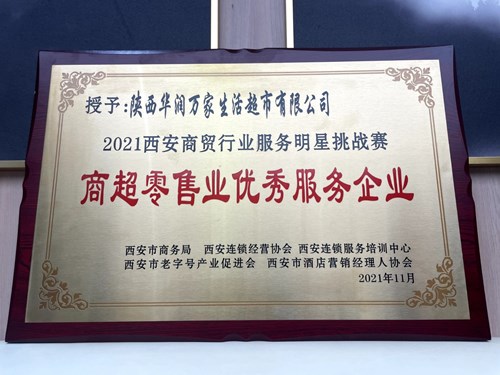 授予:陕西华润万家生活超市有限公司
2021西安商贸行业服务明星挑战赛
商超零售业优秀服务企业
西安市商务局 西安连锁经营协会 西安连锁服务培训中心
西安市老字号产业促进会 西安市酒店营销经理人协会
2021年11月